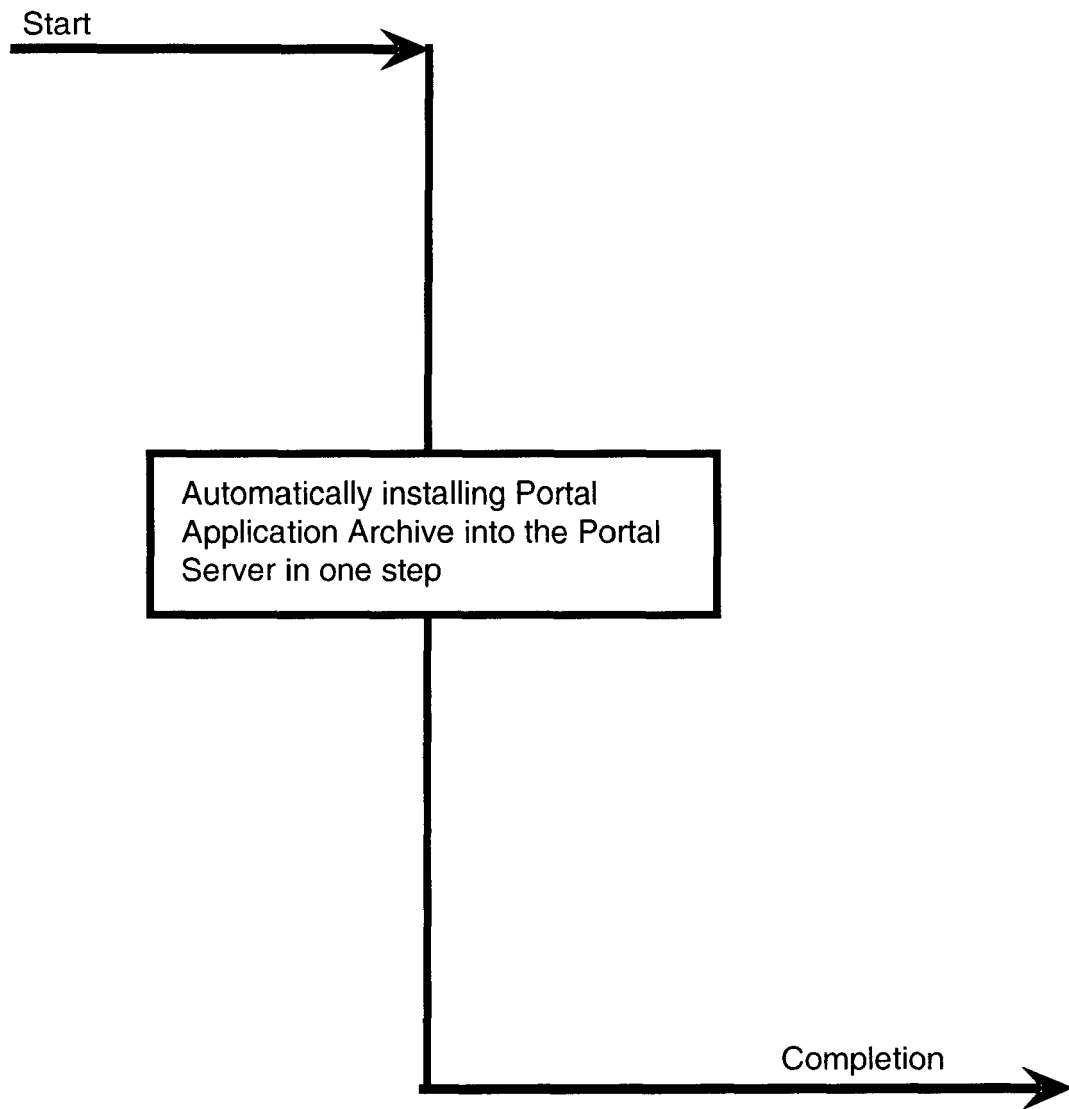 Start
Automatically installing Portal
Application Archive into the Portal
Server in one step
Completion